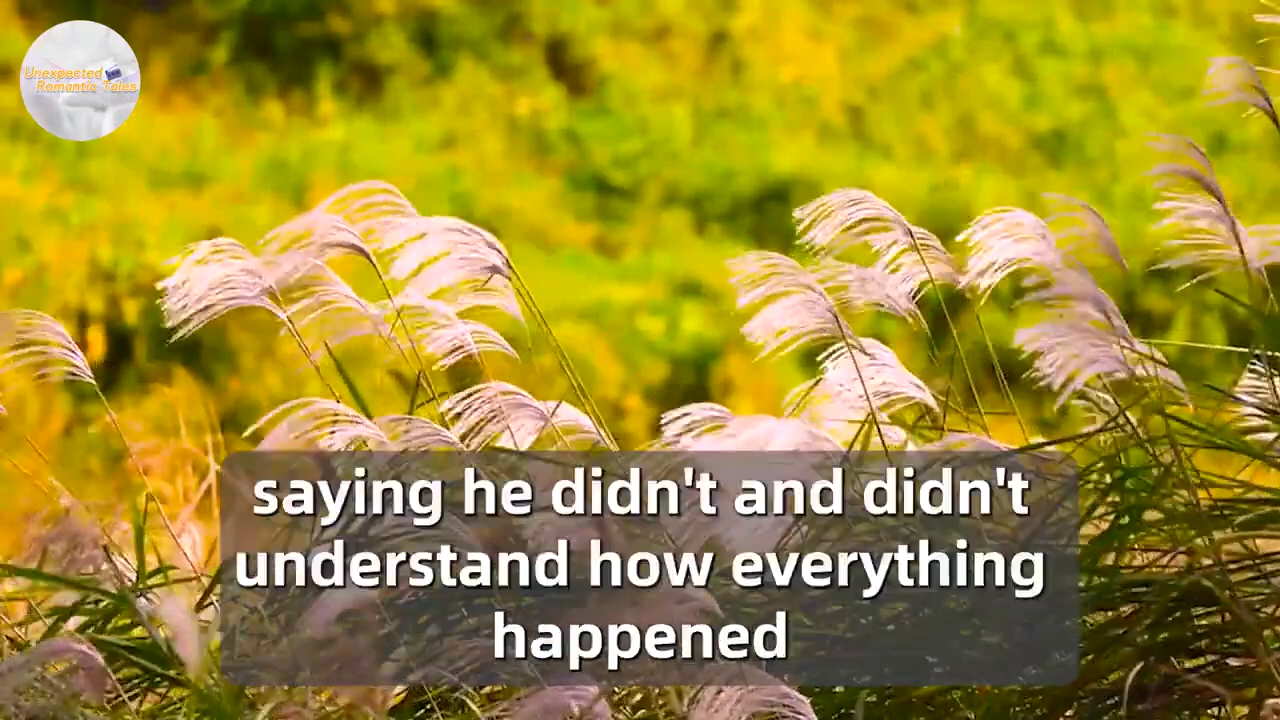 Unexpected
Romantic Tales
saying he didn't and didn't
understand how everything
happened